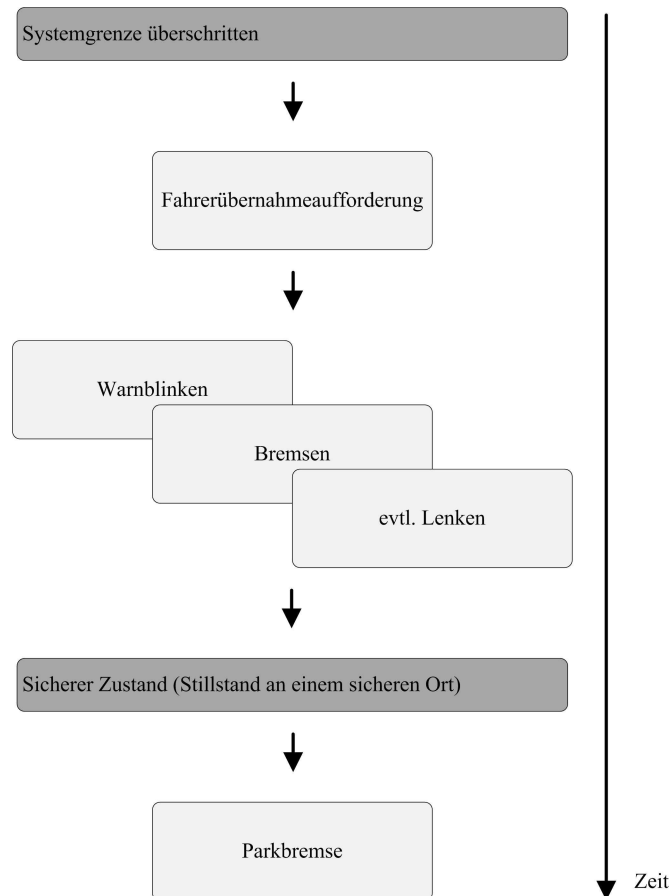 Systemgrenze überschritten
Fahrerübernahmeaufforderung
Warnblinken
Bremsen
evtl. Lenken
Sicherer Zustand (Stillstand an einem sicheren Ort)
Parkbremse
Zeit